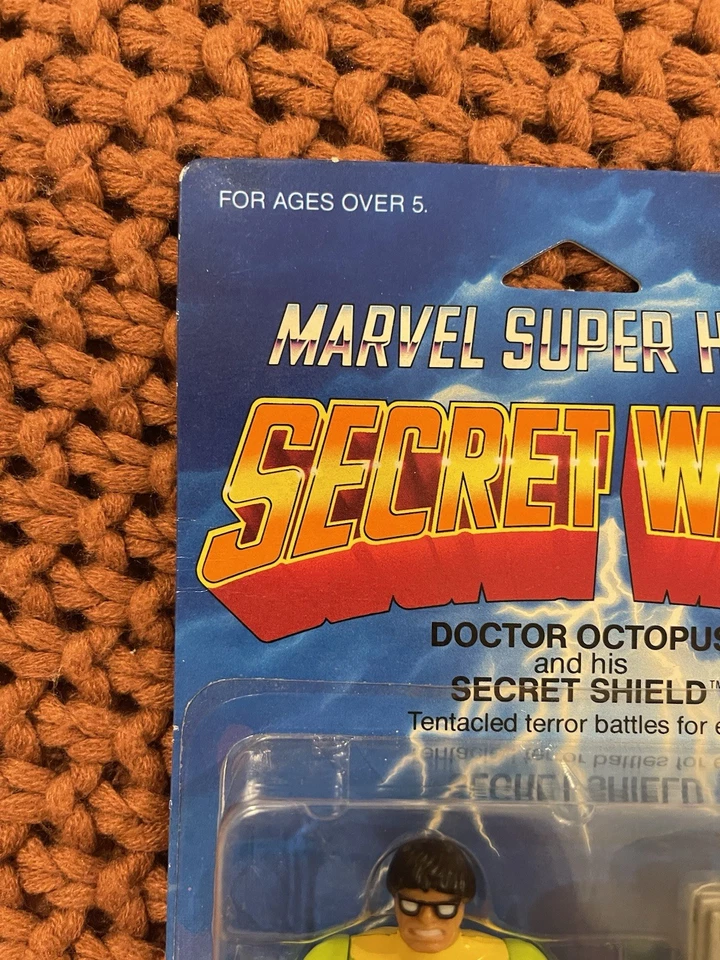 FOR AGES OVER 5.
MARVEL SUPER H
SECRET W
DOCTOR OCTOPUS
and his
SECRET SHIELD™
Tentacled terror battles for e